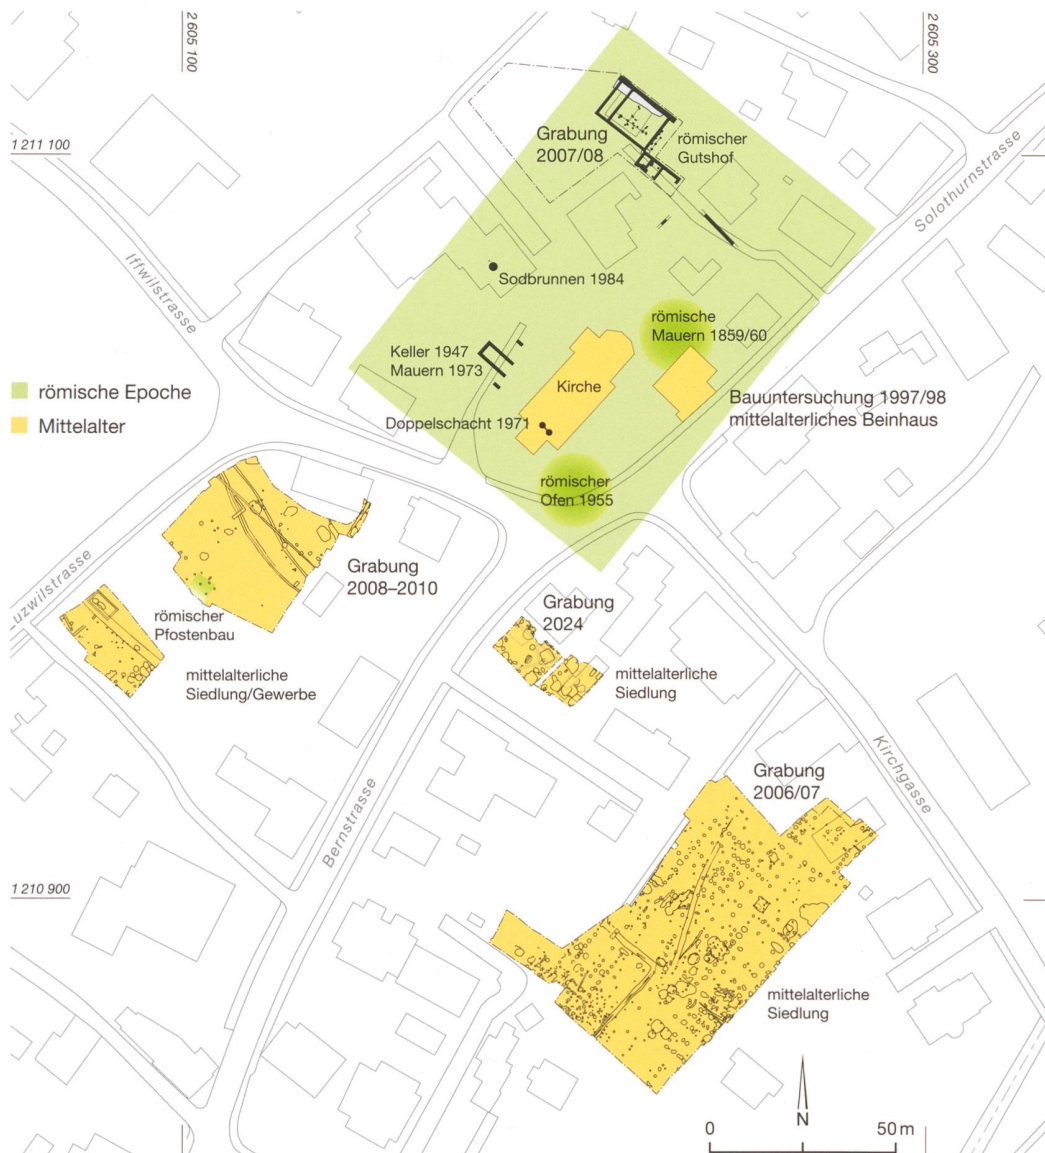 2 605 100
2 605 300
1 211 100
Grabung
2007/08
römischer
Gutshof
Solothurnstrasse
Iffwilstrasse
Sodbrunnen 1984
römische
Mauern 1859/60
Keller 1947
Mauern 1973
Kirche
römische Epoche
Mittelalter
Doppelschacht 1971
Bauuntersuchung 1997/98
mittelalterliches Beinhaus
römischer
Ofen 1955
Grabung
2008–2010
uzwilstrasse
römischer
Pfostenbau
Grabung
2024
mittelalterliche
Siedlung/Gewerbe
mittelalterliche
Siedlung
Kirchgasse
Bernstrasse
Grabung
2006/07
1 210 900
mittelalterliche
Siedlung
N
0 50 m